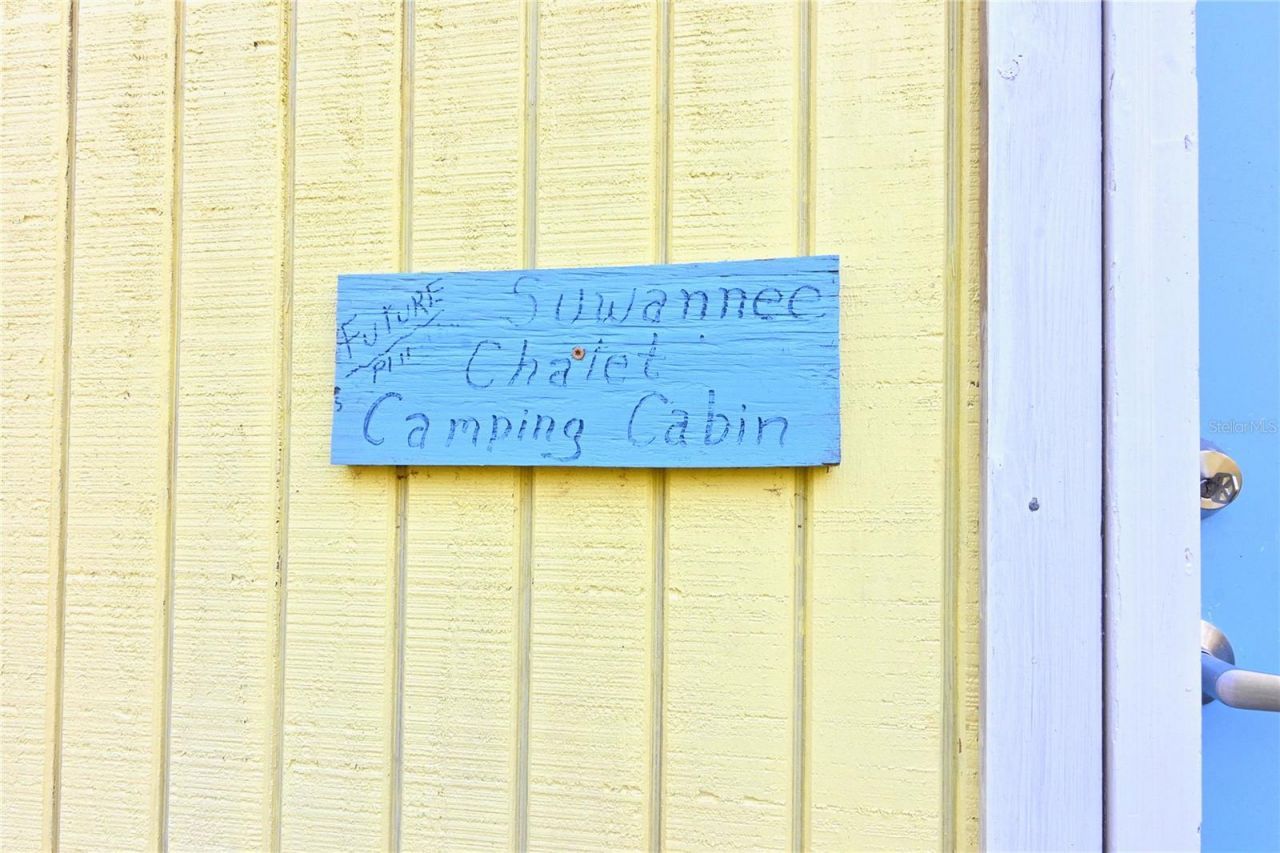 FUTURE
Suwannee
Chalet
Camping Cabin
StellarMLS